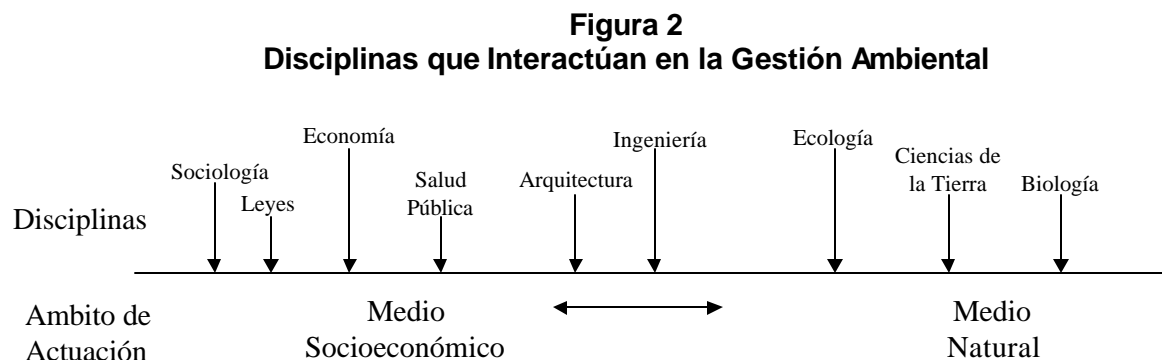 Figura 2
Disciplinas que Interactúan en la Gestión Ambiental
Economía
Ingeniería
Ecología
Ciencias de
la Tierra
Sociología
Salud
Pública
Arquitectura
Biología
Leyes
Disciplinas
Ambito de
Actuación
Medio
Socioeconómico
Medio
Natural